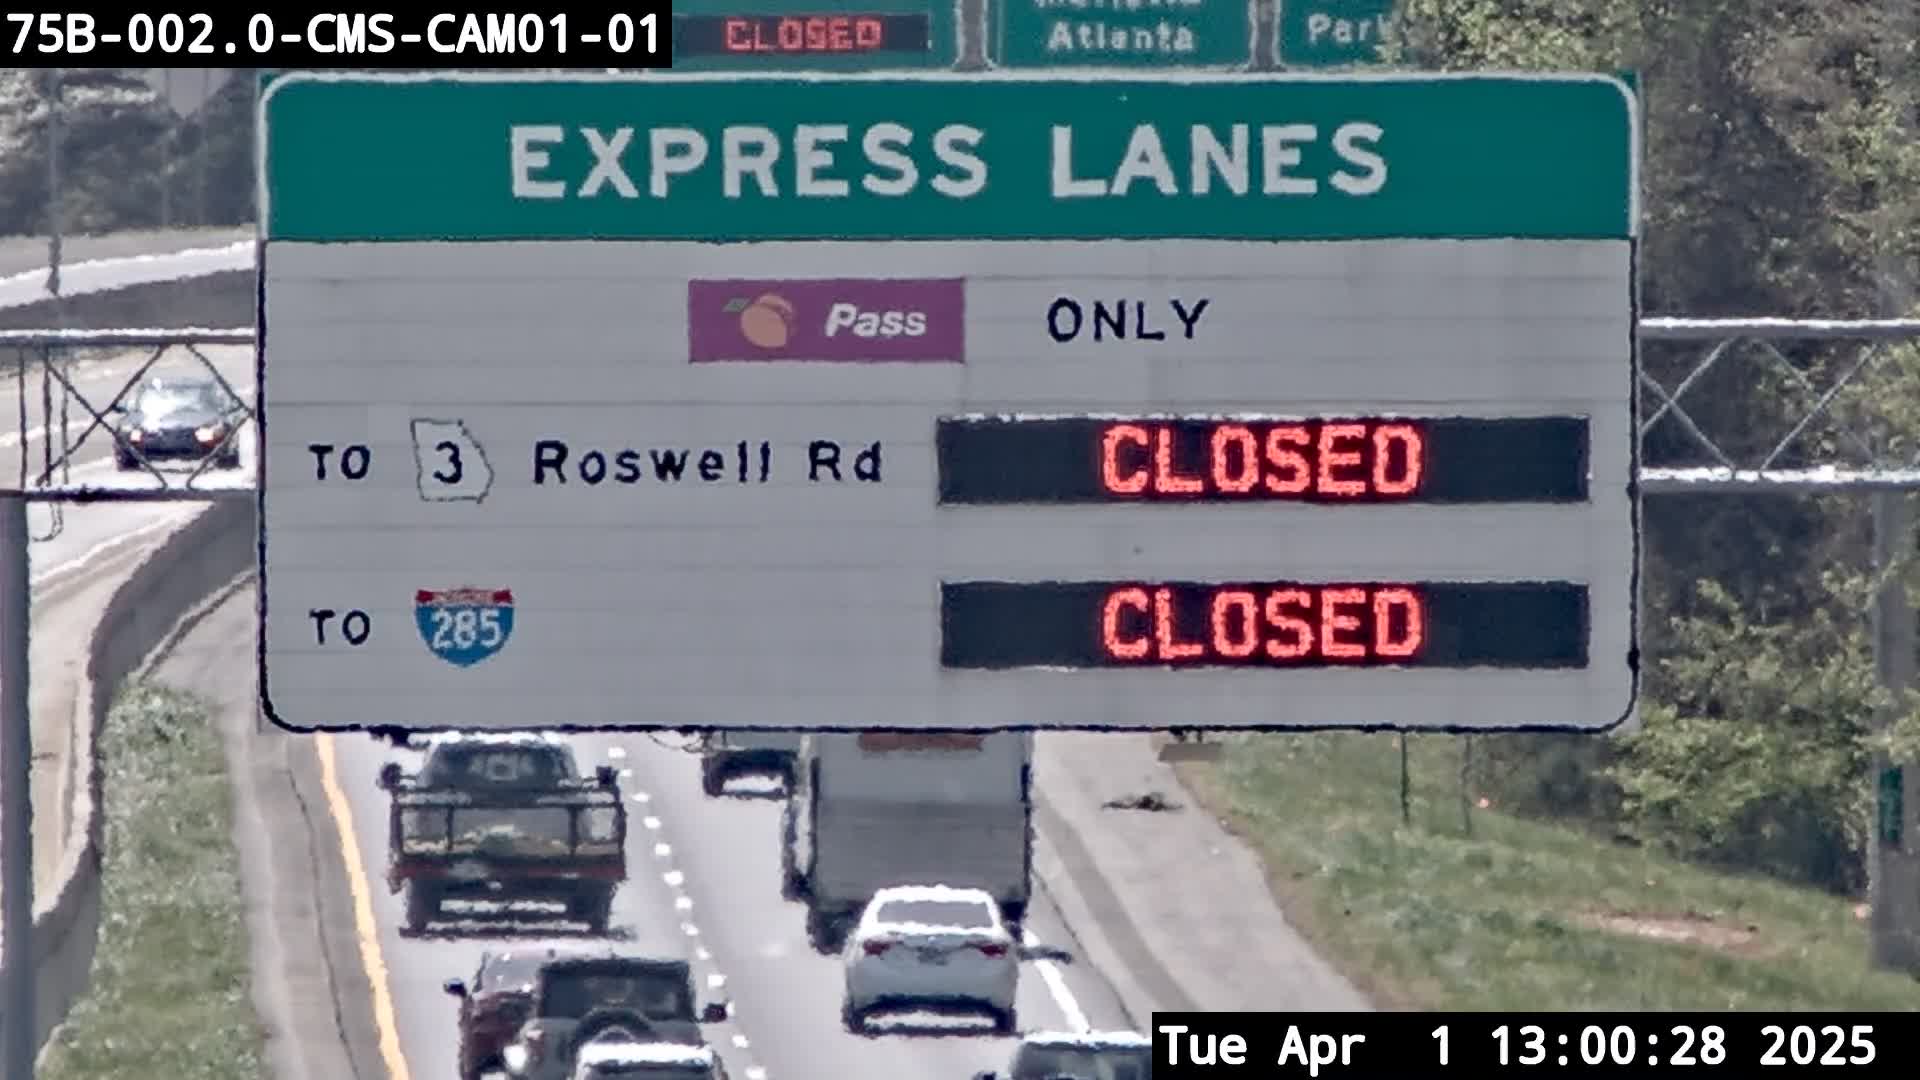 75B-002.0-CMS-CAM01-01
CLOSED
Atlanta
EXPRESS LANES
Pass ONLY
TO 3 Roswell Rd CLOSED
TO 285 CLOSED
Tue Apr 1 13:00:28 2025